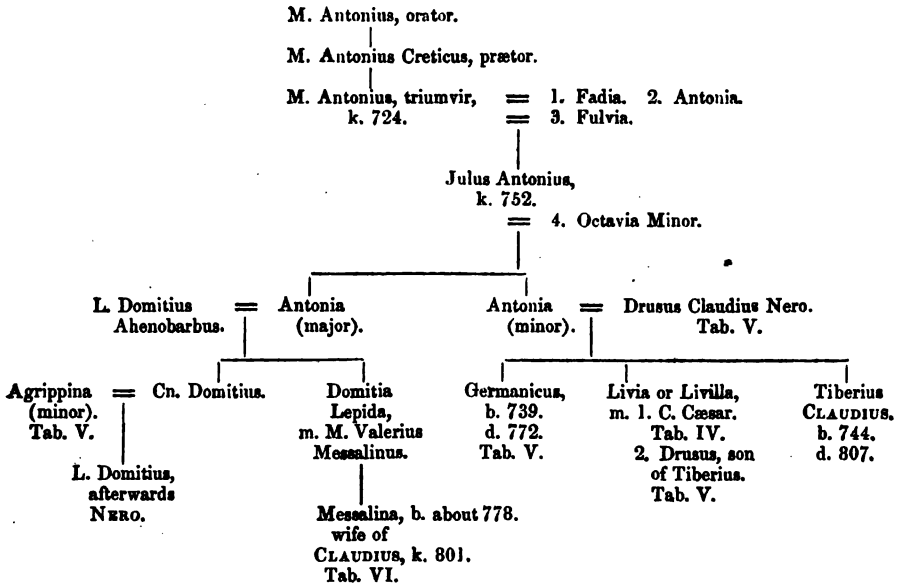 M. Antonius, orator.
M. Antonius Creticus, prætor.
M. Antonius, triumvir, = 1. Fadia. 2. Antonia.
k. 724. = 3. Fulvia.
Julus Antonius,
k. 752.
= 4. Octavia Minor.
L. Domitius = Antonia
Ahenobarbus. (major).
Antonia = Drusus Claudius Nero.
(minor). Tab. V.
Agrippina = Cn. Domitius.
(minor).
Tab. V.
Domitia
Lepida,
m. M. Valerius
Messalinus.
Germanicus,
b. 739.
d. 772.
Tab. V.
Livia or Livilla,
m. 1. C. Cæsar.
Tab. IV.
2. Drusus, son
of Tiberius.
Tab. V.
Tiberius
CLAUDIUS.
b. 744.
d. 807.
L. Domitius,
afterwards
NERO.
Messalina, b. about 778.
wife of
CLAUDIUS, k. 801.
Tab. VI.